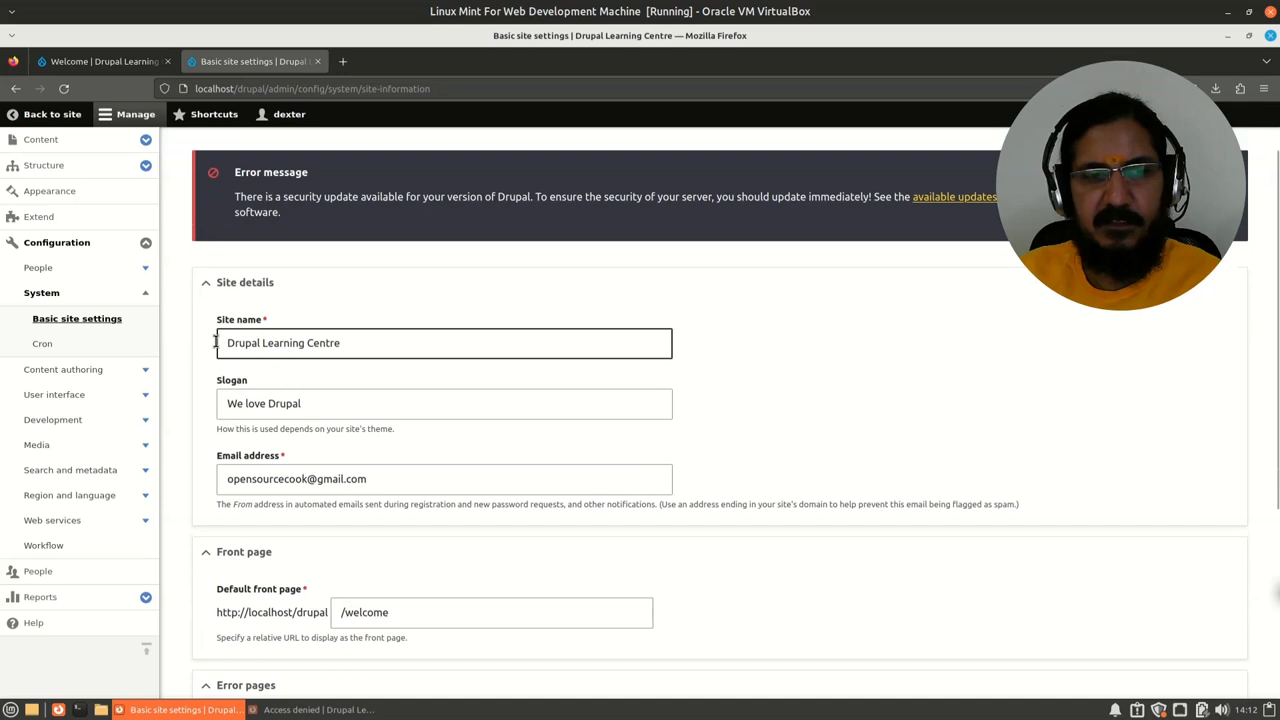 Linux Mint For Web Development Machine [Running] - Oracle VM VirtualBox
Basic site settings | Drupal Learning Centre — Mozilla Firefox
Welcome | Drupal Learning
Basic site settings | Drupal L
localhost/drupal/admin/config/system/site-information
Back to site
Manage
Shortcuts
dexter
Content
Structure
Appearance
Extend
Configuration
People
System
Basic site settings
Cron
Content authoring
User interface
Development
Media
Search and metadata
Region and language
Web services
Workflow
People
Reports
Help
Error message
There is a security update available for your version of Drupal. To ensure the security of your server, you should update immediately! See the available updates
software.
Site details
Site name*
Drupal Learning Centre
Slogan
We love Drupal
How this is used depends on your site's theme.
Email address*
opensourcecook@gmail.com
The From address in automated emails sent during registration and new password requests, and other notifications. (Use an address ending in your site's domain to help prevent this email being flagged as spam.)
Front page
Default front page*
http://localhost/drupal /welcome
Specify a relative URL to display as the front page.
Error pages
Basic site settings | Drupal...
Access denied | Drupal Le...
14:12